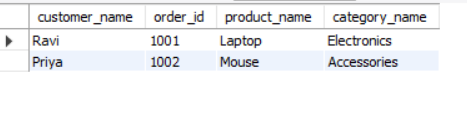 customer_name order_id product_name category_name
Ravi 1001 Laptop Electronics
Priya 1002 Mouse Accessories